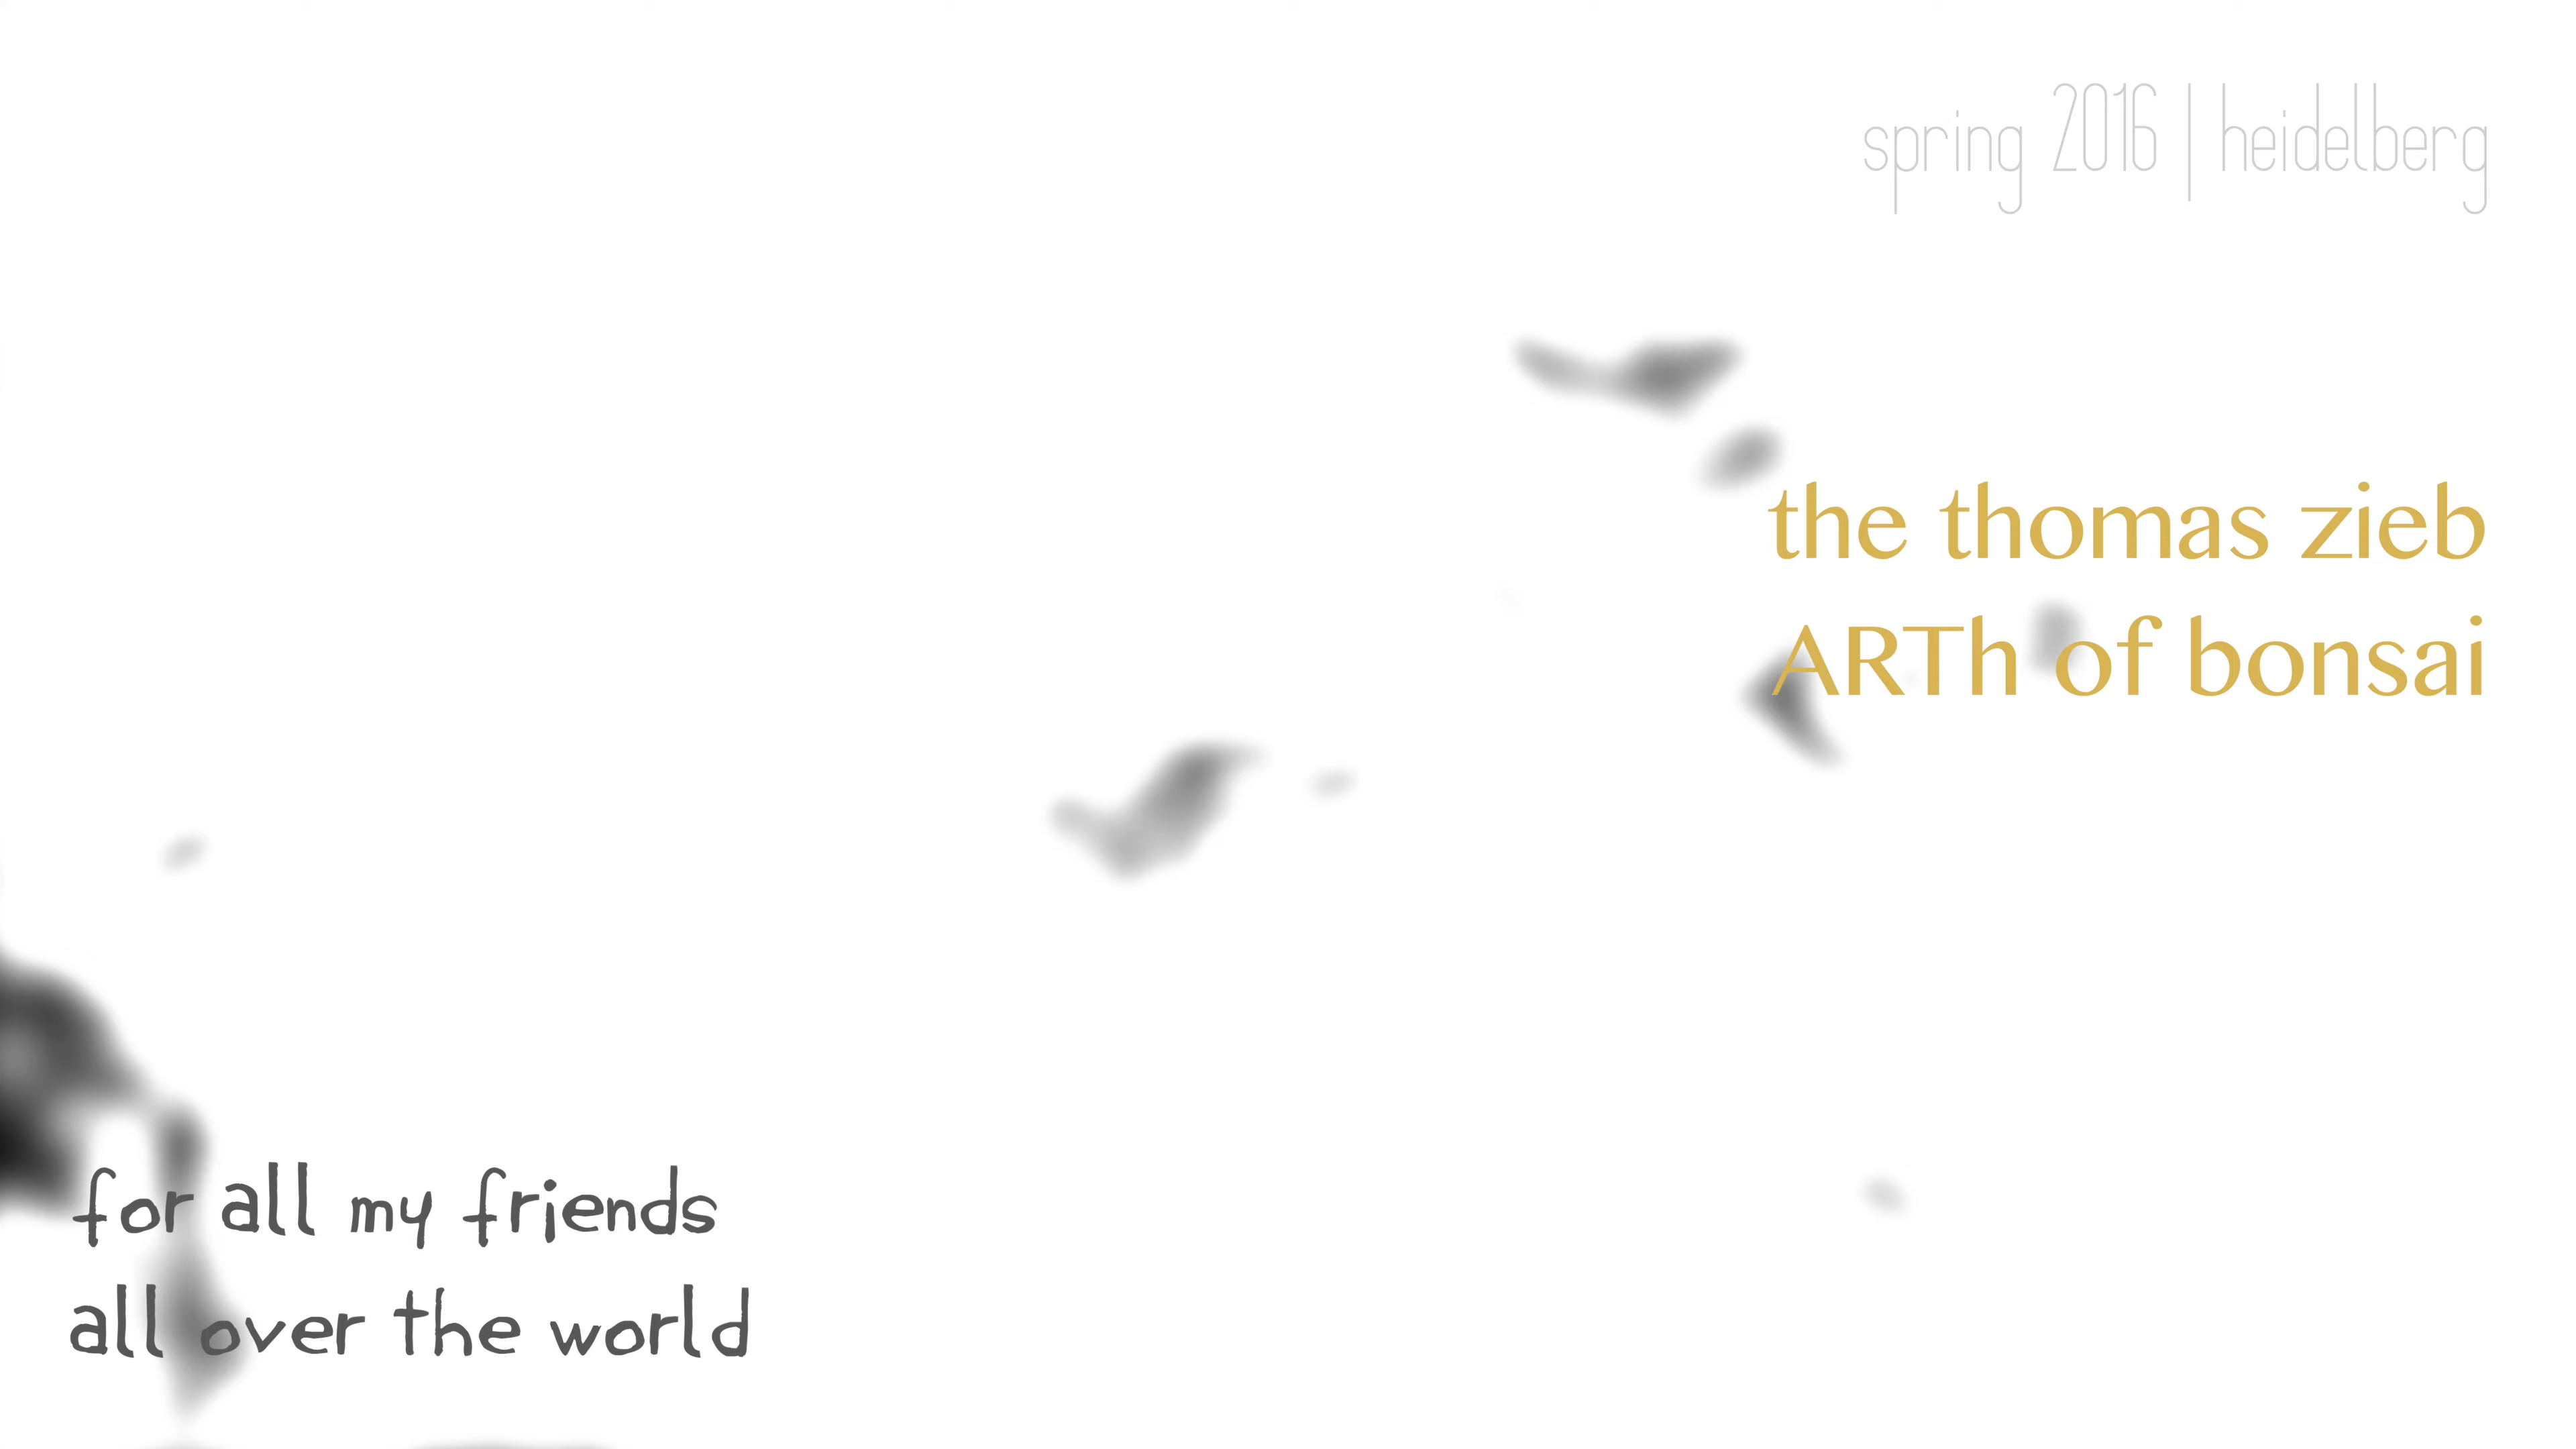 spring 2016 | heidelberg
the thomas zieb
ARTh of bonsai
for all my friends
all over the world